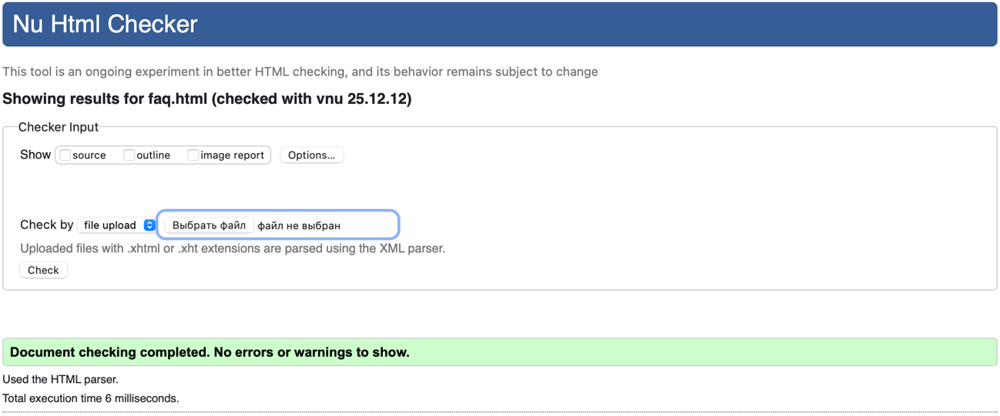 Nu Html Checker
This tool is an ongoing experiment in better HTML checking, and its behavior remains subject to change
Showing results for faq.html (checked with vnu 25.12.12)
Checker Input
Show source outline image report Options...
Check by file upload Выбрать файл файл не выбран
Uploaded files with .xhtml or .xht extensions are parsed using the XML parser.
Check
Document checking completed. No errors or warnings to show.
Used the HTML parser.
Total execution time 6 milliseconds.